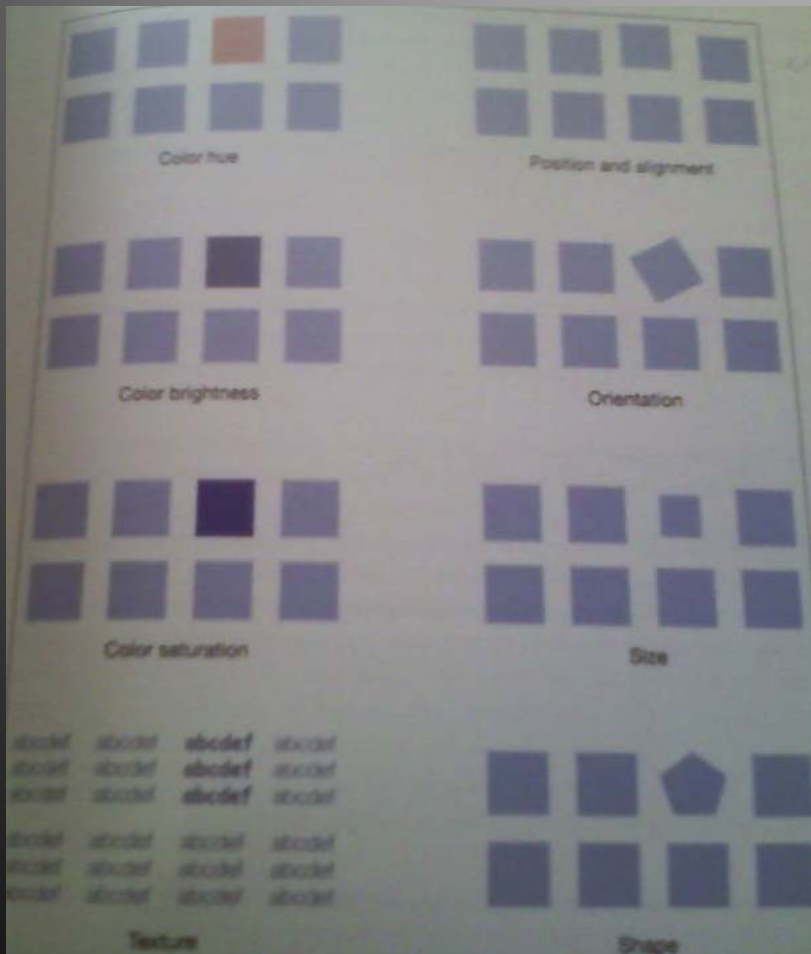 Color hue
Position and alignment
Color brightness
Orientation
Color saturation
Size
abcdef abcdef abcdef abcdef
abcdef abcdef abcdef abcdef
abcdef abcdef abcdef abcdef
abcdef abcdef abcdef abcdef
abcdef abcdef abcdef abcdef
abcdef abcdef abcdef abcdef
Texture
Shape